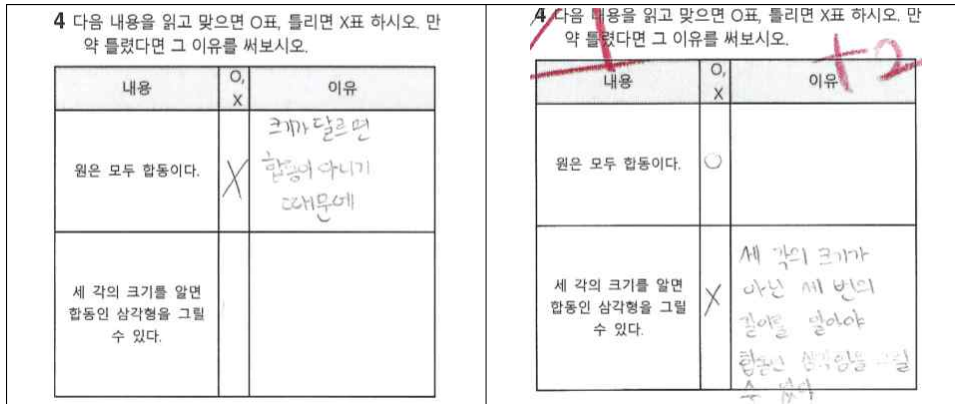 4 다음 내용을 읽고 맞으면 O표, 틀리면 X표 하시오. 만
약 틀렸다면 그 이유를 써보시오.
내용
O,
X
이유
원은 모두 합동이다.
X
크기가 달르면
합동이 아니기
때문에
세 각의 크기를 알면
합동인 삼각형을 그릴
수 있다.
4 다음 내용을 읽고 맞으면 O표, 틀리면 X표 하시오. 만
약 틀렸다면 그 이유를 써보시오.
+2
내용
O,
X
이유
원은 모두 합동이다.
O
세 각의 크기를 알면
합동인 삼각형을 그릴
수 있다.
X
세 각의 크기가
아닌 세 변의
길이를 알아야
합동인 삼각형을 그릴
수 있다